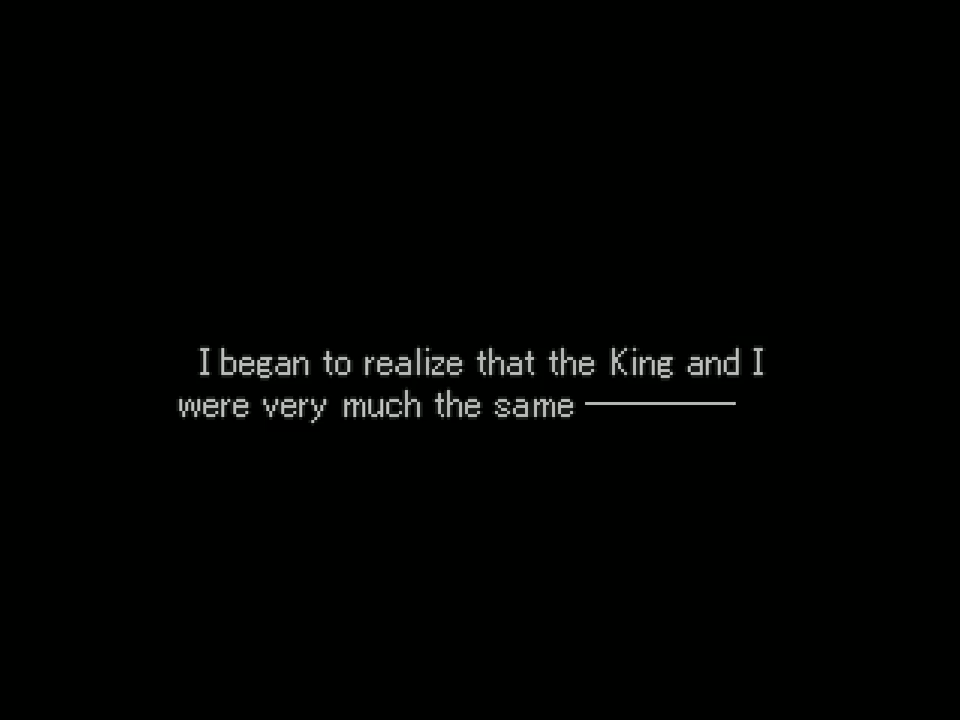 I began to realize that the King and I
were very much the same ―――――